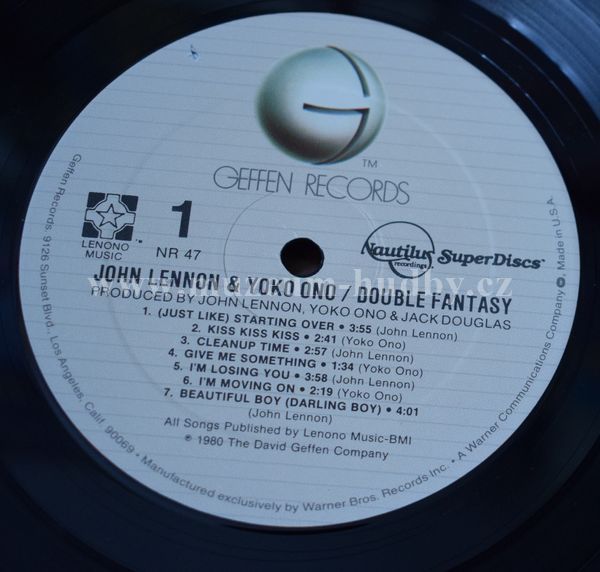 G
TM
GEFFEN RECORDS
LENONO ™
MUSIC
1
NR 47
Nautilus
recordings
SuperDiscs™
JOHN LENNON & YOKO ONO / DOUBLE FANTASY
PRODUCED BY JOHN LENNON, YOKO ONO & JACK DOUGLAS
1. (JUST LIKE) STARTING OVER • 3:55 (John Lennon)
2. KISS KISS KISS • 2:41 (Yoko Ono)
3. CLEANUP TIME • 2:57 (John Lennon)
4. GIVE ME SOMETHING • 1:34 (Yoko Ono)
5. I'M LOSING YOU • 3:58 (John Lennon)
6. I'M MOVING ON • 2:19 (Yoko Ono)
7. BEAUTIFUL BOY (DARLING BOY) • 4:01
(John Lennon)
All Songs Published by Lenono Music-BMI
℗ 1980 The David Geffen Company
Geffen Records, 9126 Sunset Blvd., Los Angeles, Calif. 90069 • Manufactured exclusively by Warner Bros. Records Inc. • A Warner Communications Company • Made in U.S.A.